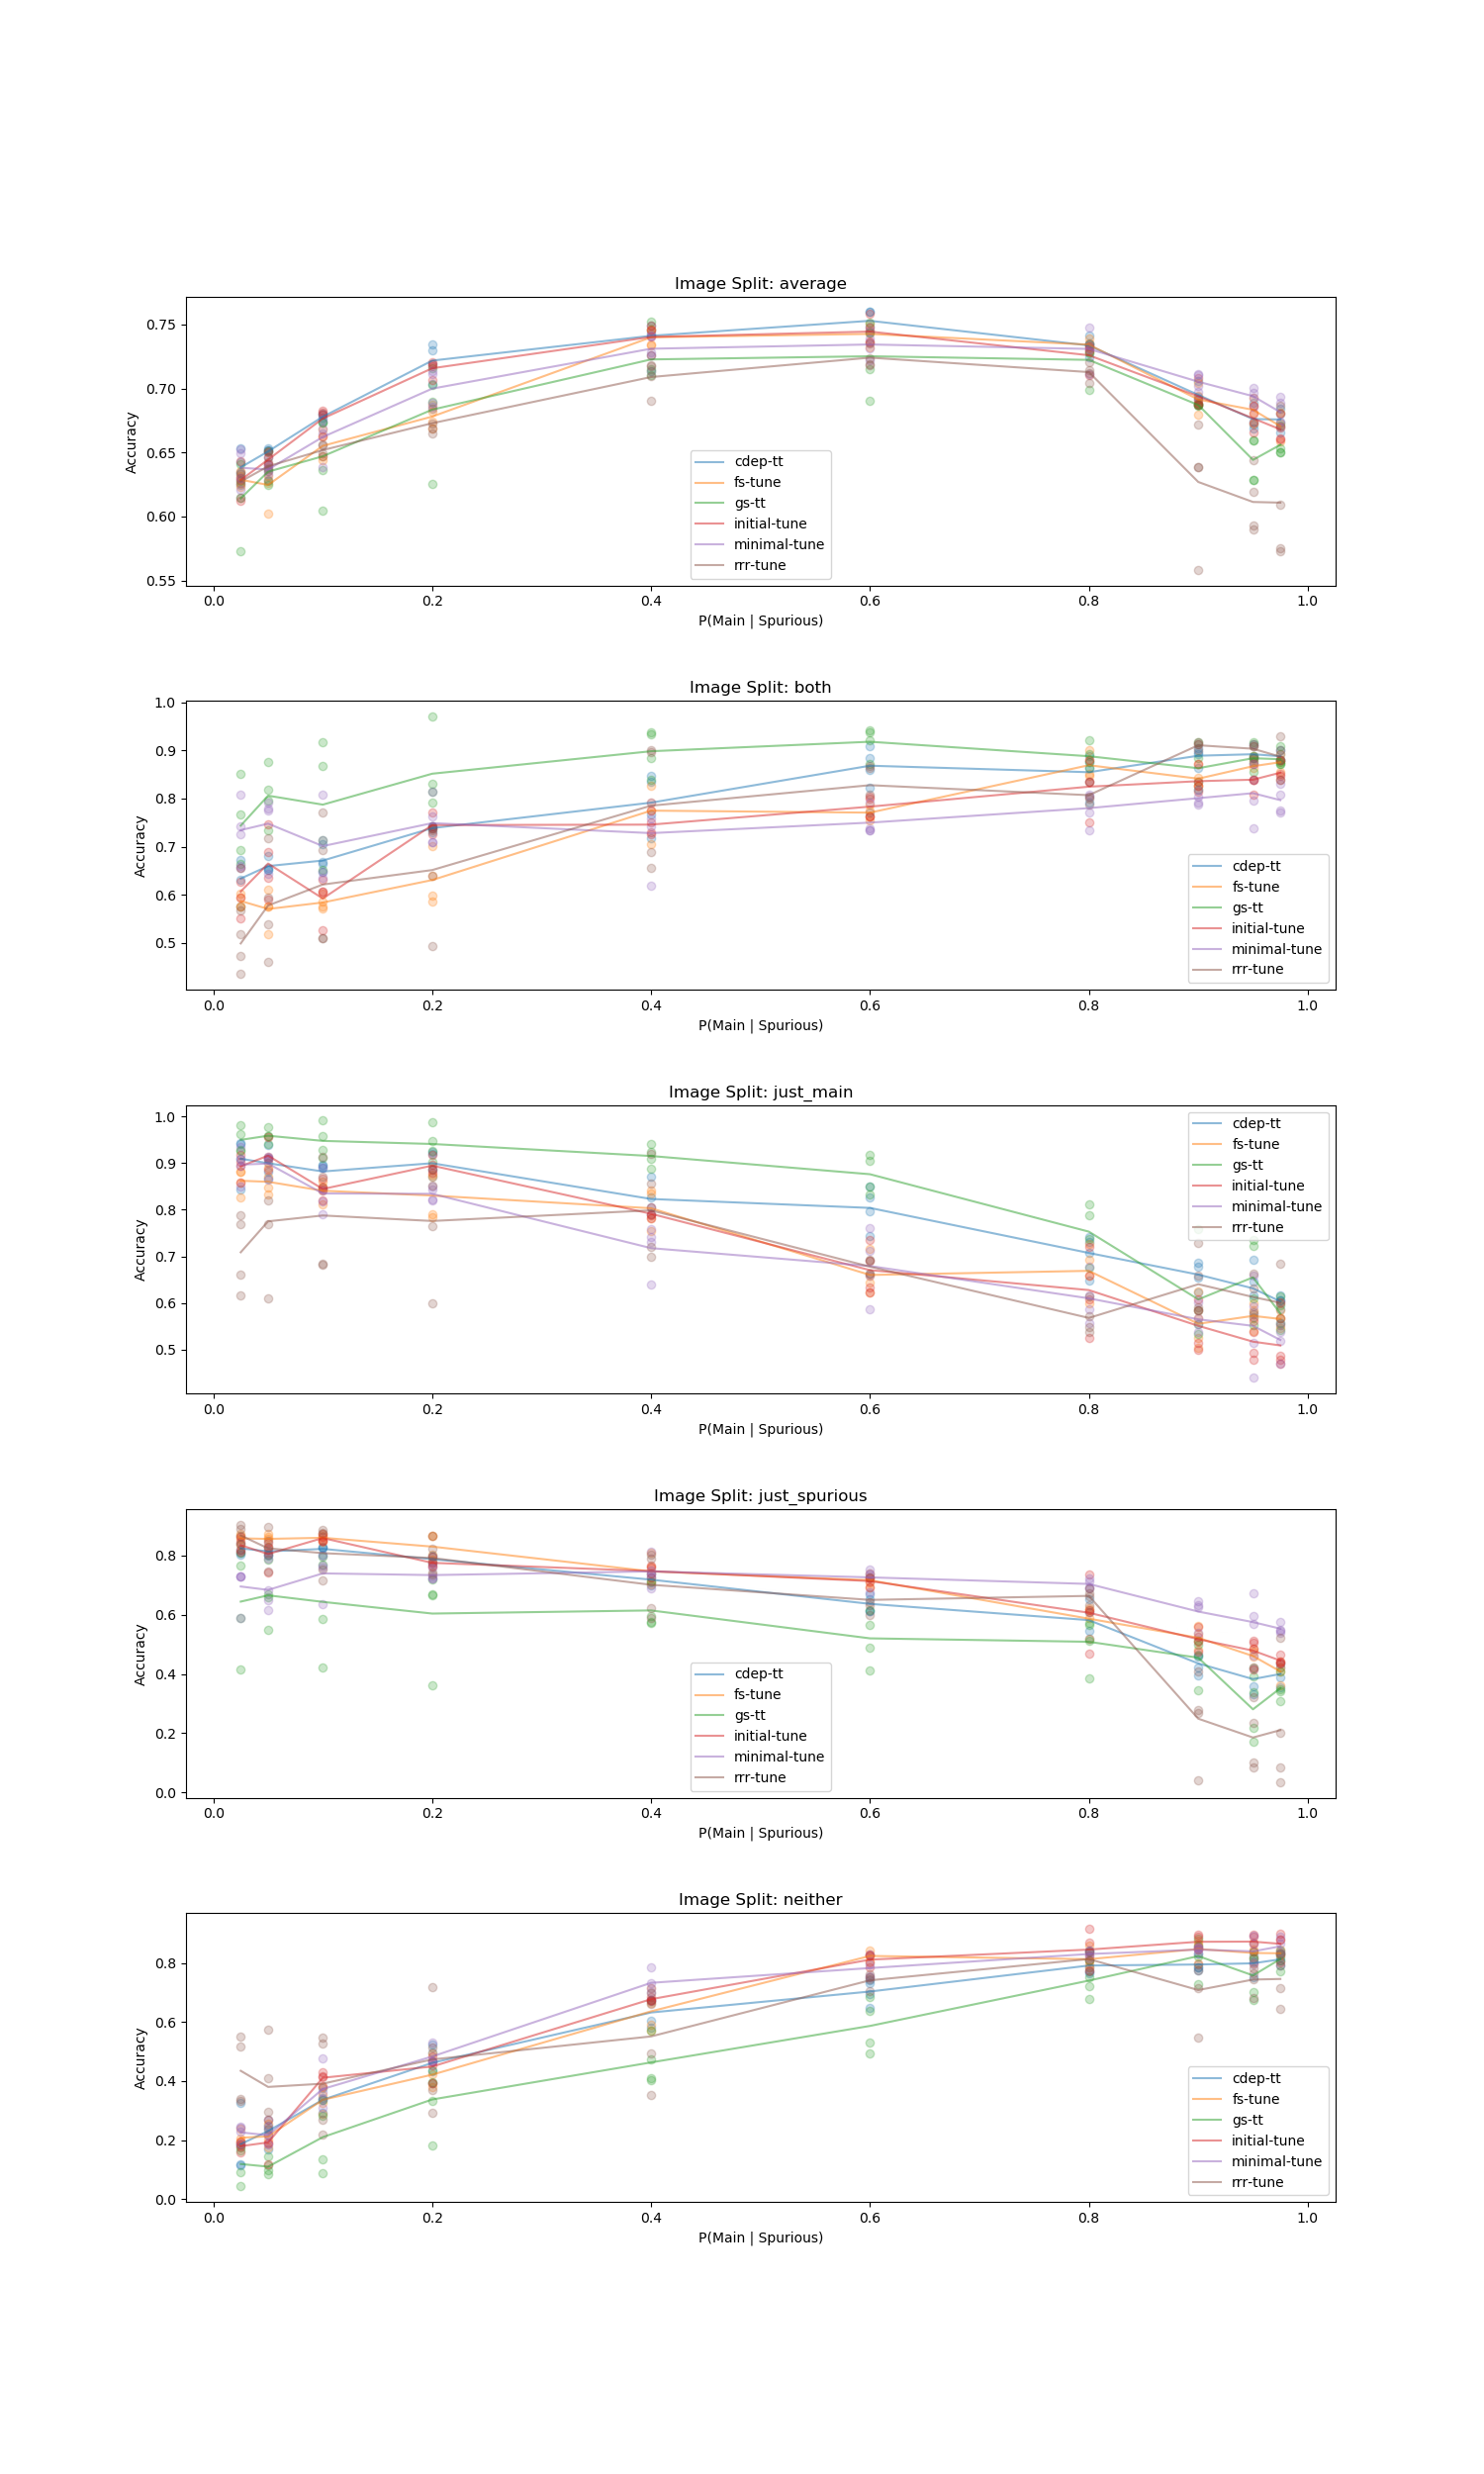 Image Split: average
0.75
0.70
0.65
0.60
0.55
Accuracy
cdep-tt
fs-tune
gs-tt
initial-tune
minimal-tune
rrr-tune
0.0 0.2 0.4 0.6 0.8 1.0
P(Main | Spurious)
Image Split: both
1.0
0.9
0.8
0.7
0.6
0.5
Accuracy
cdep-tt
fs-tune
gs-tt
initial-tune
minimal-tune
rrr-tune
0.0 0.2 0.4 0.6 0.8 1.0
P(Main | Spurious)
Image Split: just_main
1.0
0.9
0.8
0.7
0.6
0.5
Accuracy
cdep-tt
fs-tune
gs-tt
initial-tune
minimal-tune
rrr-tune
0.0 0.2 0.4 0.6 0.8 1.0
P(Main | Spurious)
Image Split: just_spurious
0.8
0.6
0.4
0.2
0.0
Accuracy
cdep-tt
fs-tune
gs-tt
initial-tune
minimal-tune
rrr-tune
0.0 0.2 0.4 0.6 0.8 1.0
P(Main | Spurious)
Image Split: neither
0.8
0.6
0.4
0.2
0.0
Accuracy
cdep-tt
fs-tune
gs-tt
initial-tune
minimal-tune
rrr-tune
0.0 0.2 0.4 0.6 0.8 1.0
P(Main | Spurious)